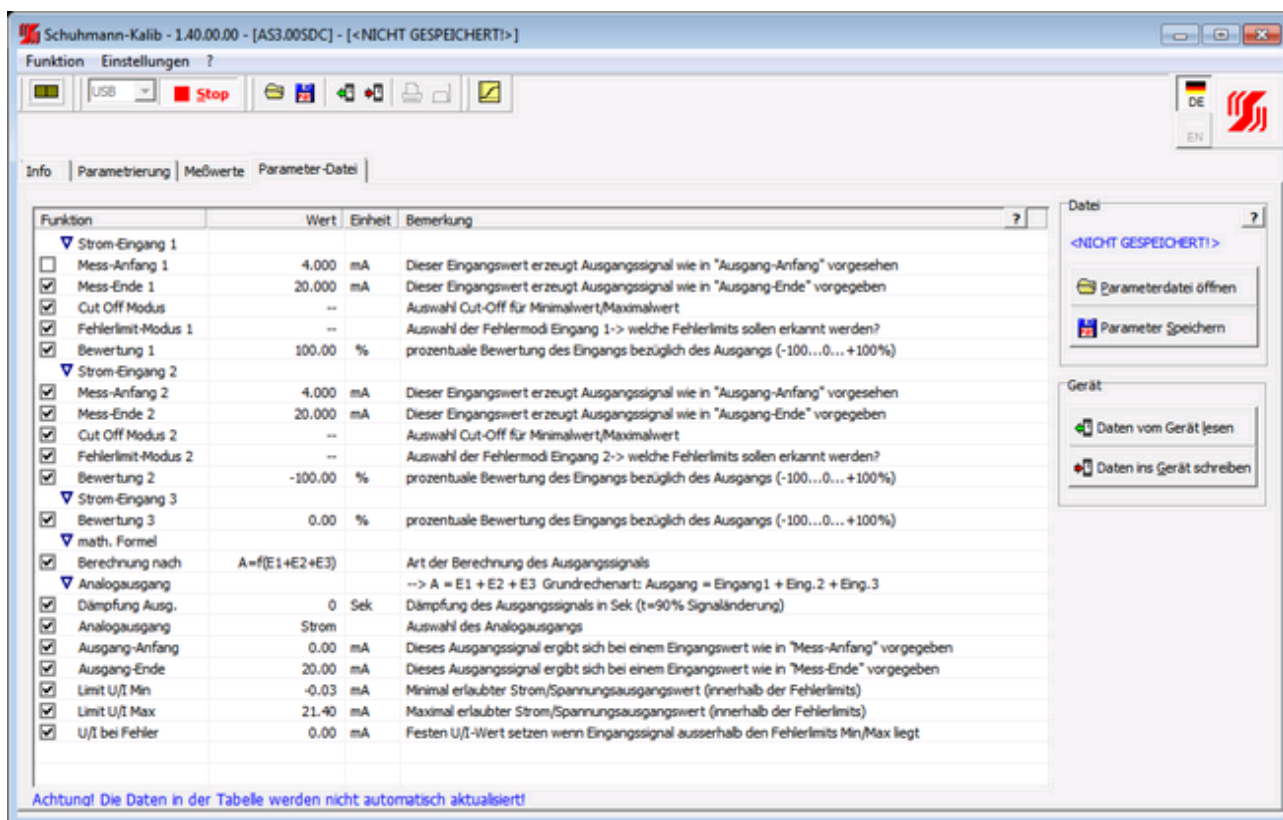 Schuhmann-Kalib - 1.40.00.00 - [AS3.00SDC] - [<NICHT GESPEICHERT!>]
Funktion Einstellungen ?
USB Stop
DE
EN
Info Parametrierung Meßwerte Parameter-Datei
Funktion Wert Einheit Bemerkung ?
Strom-Eingang 1
Mess-Anfang 1 4.000 mA Dieser Eingangswert erzeugt Ausgangssignal wie in "Ausgang-Anfang" vorgesehen
Mess-Ende 1 20.000 mA Dieser Eingangswert erzeugt Ausgangssignal wie in "Ausgang-Ende" vorgegeben
Cut Off Modus -- Auswahl Cut-Off für Minimalwert/Maximalwert
Fehlerlimit-Modus 1 -- Auswahl der Fehlermodi Eingang 1-> welche Fehlerlimits sollen erkannt werden?
Bewertung 1 100.00 % prozentuale Bewertung des Eingangs bezüglich des Ausgangs (-100...0...+100%)
Strom-Eingang 2
Mess-Anfang 2 4.000 mA Dieser Eingangswert erzeugt Ausgangssignal wie in "Ausgang-Anfang" vorgesehen
Mess-Ende 2 20.000 mA Dieser Eingangswert erzeugt Ausgangssignal wie in "Ausgang-Ende" vorgegeben
Cut Off Modus 2 -- Auswahl Cut-Off für Minimalwert/Maximalwert
Fehlerlimit-Modus 2 -- Auswahl der Fehlermodi Eingang 2-> welche Fehlerlimits sollen erkannt werden?
Bewertung 2 -100.00 % prozentuale Bewertung des Eingangs bezüglich des Ausgangs (-100...0...+100%)
Strom-Eingang 3
Bewertung 3 0.00 % prozentuale Bewertung des Eingangs bezüglich des Ausgangs (-100...0...+100%)
math. Formel
Berechnung nach A=f(E1+E2+E3) Art der Berechnung des Ausgangssignals
Analogausgang --> A = E1 + E2 + E3 Grundrechenart: Ausgang = Eingang1 + Eing.2 + Eing.3
Dämpfung Ausg. 0 Sek Dämpfung des Ausgangssignals in Sek (t=90% Signaländerung)
Analogausgang Strom Auswahl des Analogausgangs
Ausgang-Anfang 0.00 mA Dieses Ausgangssignal ergibt sich bei einem Eingangswert wie in "Mess-Anfang" vorgegeben
Ausgang-Ende 20.00 mA Dieses Ausgangssignal ergibt sich bei einem Eingangswert wie in "Mess-Ende" vorgegeben
Limit U/I Min -0.03 mA Minimal erlaubter Strom/Spannungsausgangswert (innerhalb der Fehlerlimits)
Limit U/I Max 21.40 mA Maximal erlaubter Strom/Spannungsausgangswert (innerhalb der Fehlerlimits)
U/I bei Fehler 0.00 mA Festen U/I-Wert setzen wenn Eingangssignal ausserhalb den Fehlerlimits Min/Max liegt
Achtung! Die Daten in der Tabelle werden nicht automatisch aktualisiert!
Datei
?
<NICHT GESPEICHERT!>
Parameterdatei öffnen
Parameter Speichern
Gerät
Daten vom Gerät lesen
Daten ins Gerät schreiben